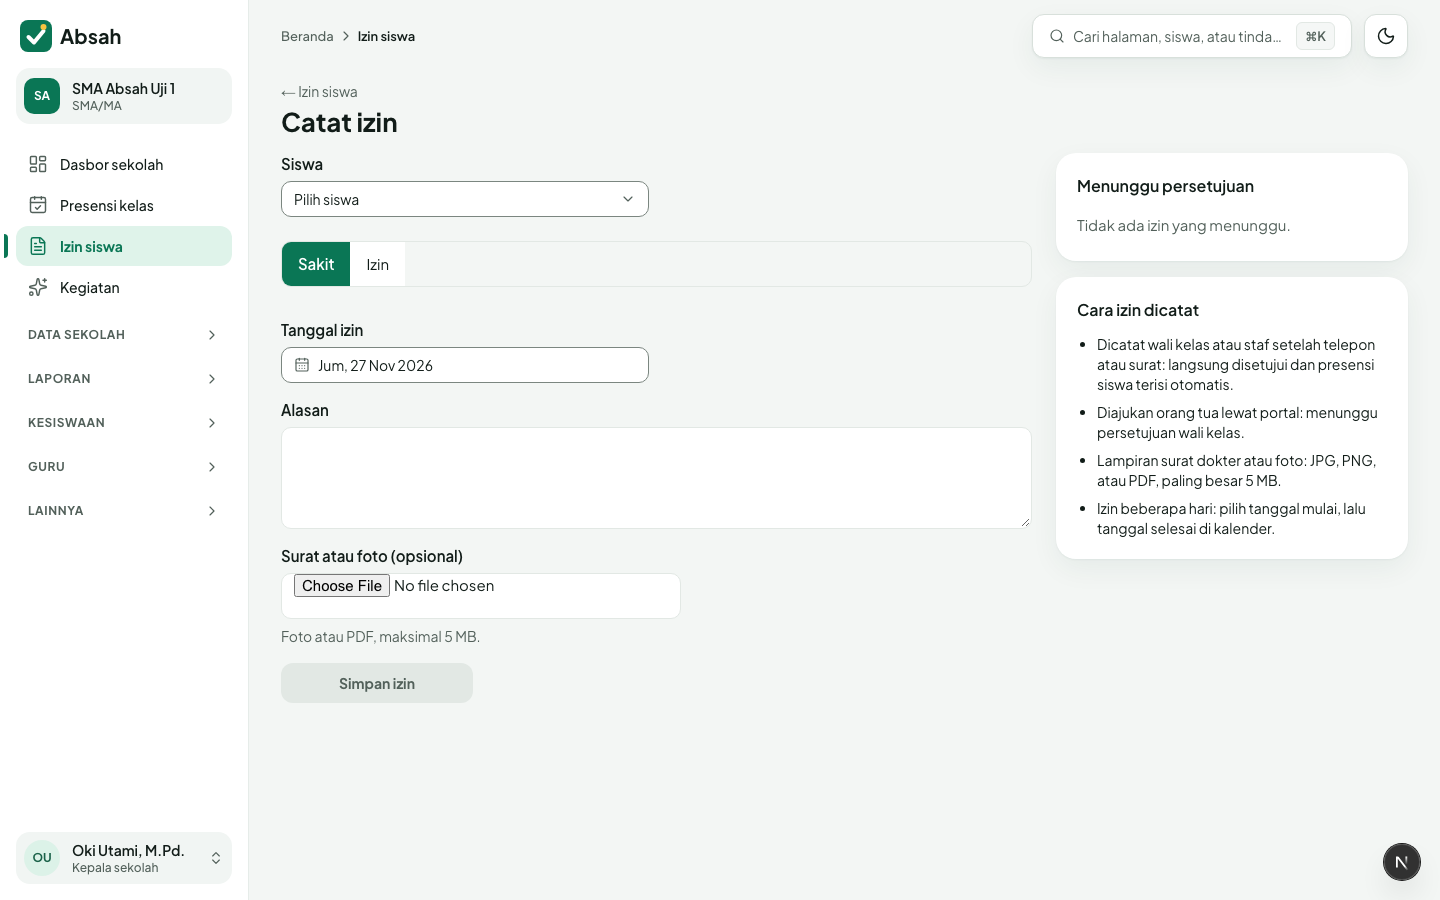 Absah
SA
SMA Absah Uji 1
SMA/MA
Dasbor sekolah
Presensi kelas
Izin siswa
Kegiatan
DATA SEKOLAH
LAPORAN
KESISWAAN
GURU
LAINNYA
OU
Oki Utami, M.Pd.
Kepala sekolah
Beranda > Izin siswa
Cari halaman, siswa, atau tinda...
⌘K
← Izin siswa
Catat izin
Siswa
Pilih siswa
Sakit
Izin
Tanggal izin
Jum, 27 Nov 2026
Alasan
Surat atau foto (opsional)
Choose File No file chosen
Foto atau PDF, maksimal 5 MB.
Simpan izin
Menunggu persetujuan
Tidak ada izin yang menunggu.
Cara izin dicatat
• Dicatat wali kelas atau staf setelah telepon
atau surat: langsung disetujui dan presensi
siswa terisi otomatis.
• Diajukan orang tua lewat portal: menunggu
persetujuan wali kelas.
• Lampiran surat dokter atau foto: JPG, PNG,
atau PDF, paling besar 5 MB.
• Izin beberapa hari: pilih tanggal mulai, lalu
tanggal selesai di kalender.
N